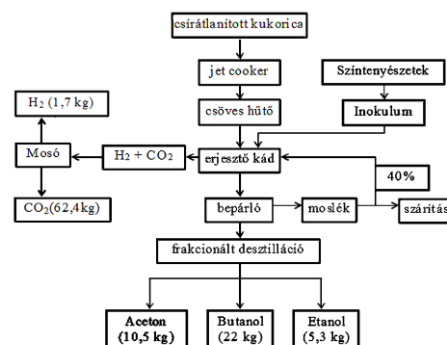 csírátlanított kukorica
jet cooker
Színtenyészetek
H₂ (1,7 kg)
csöves hűtő
Inokulum
Mosó
H₂ + CO₂
erjesztő kád
40%
CO₂(62,4kg)
bepárló
moslék
szárítás
frakcionált desztilláció
Aceton
(10,5 kg)
Butanol
(22 kg)
Etanol
(5,3 kg)